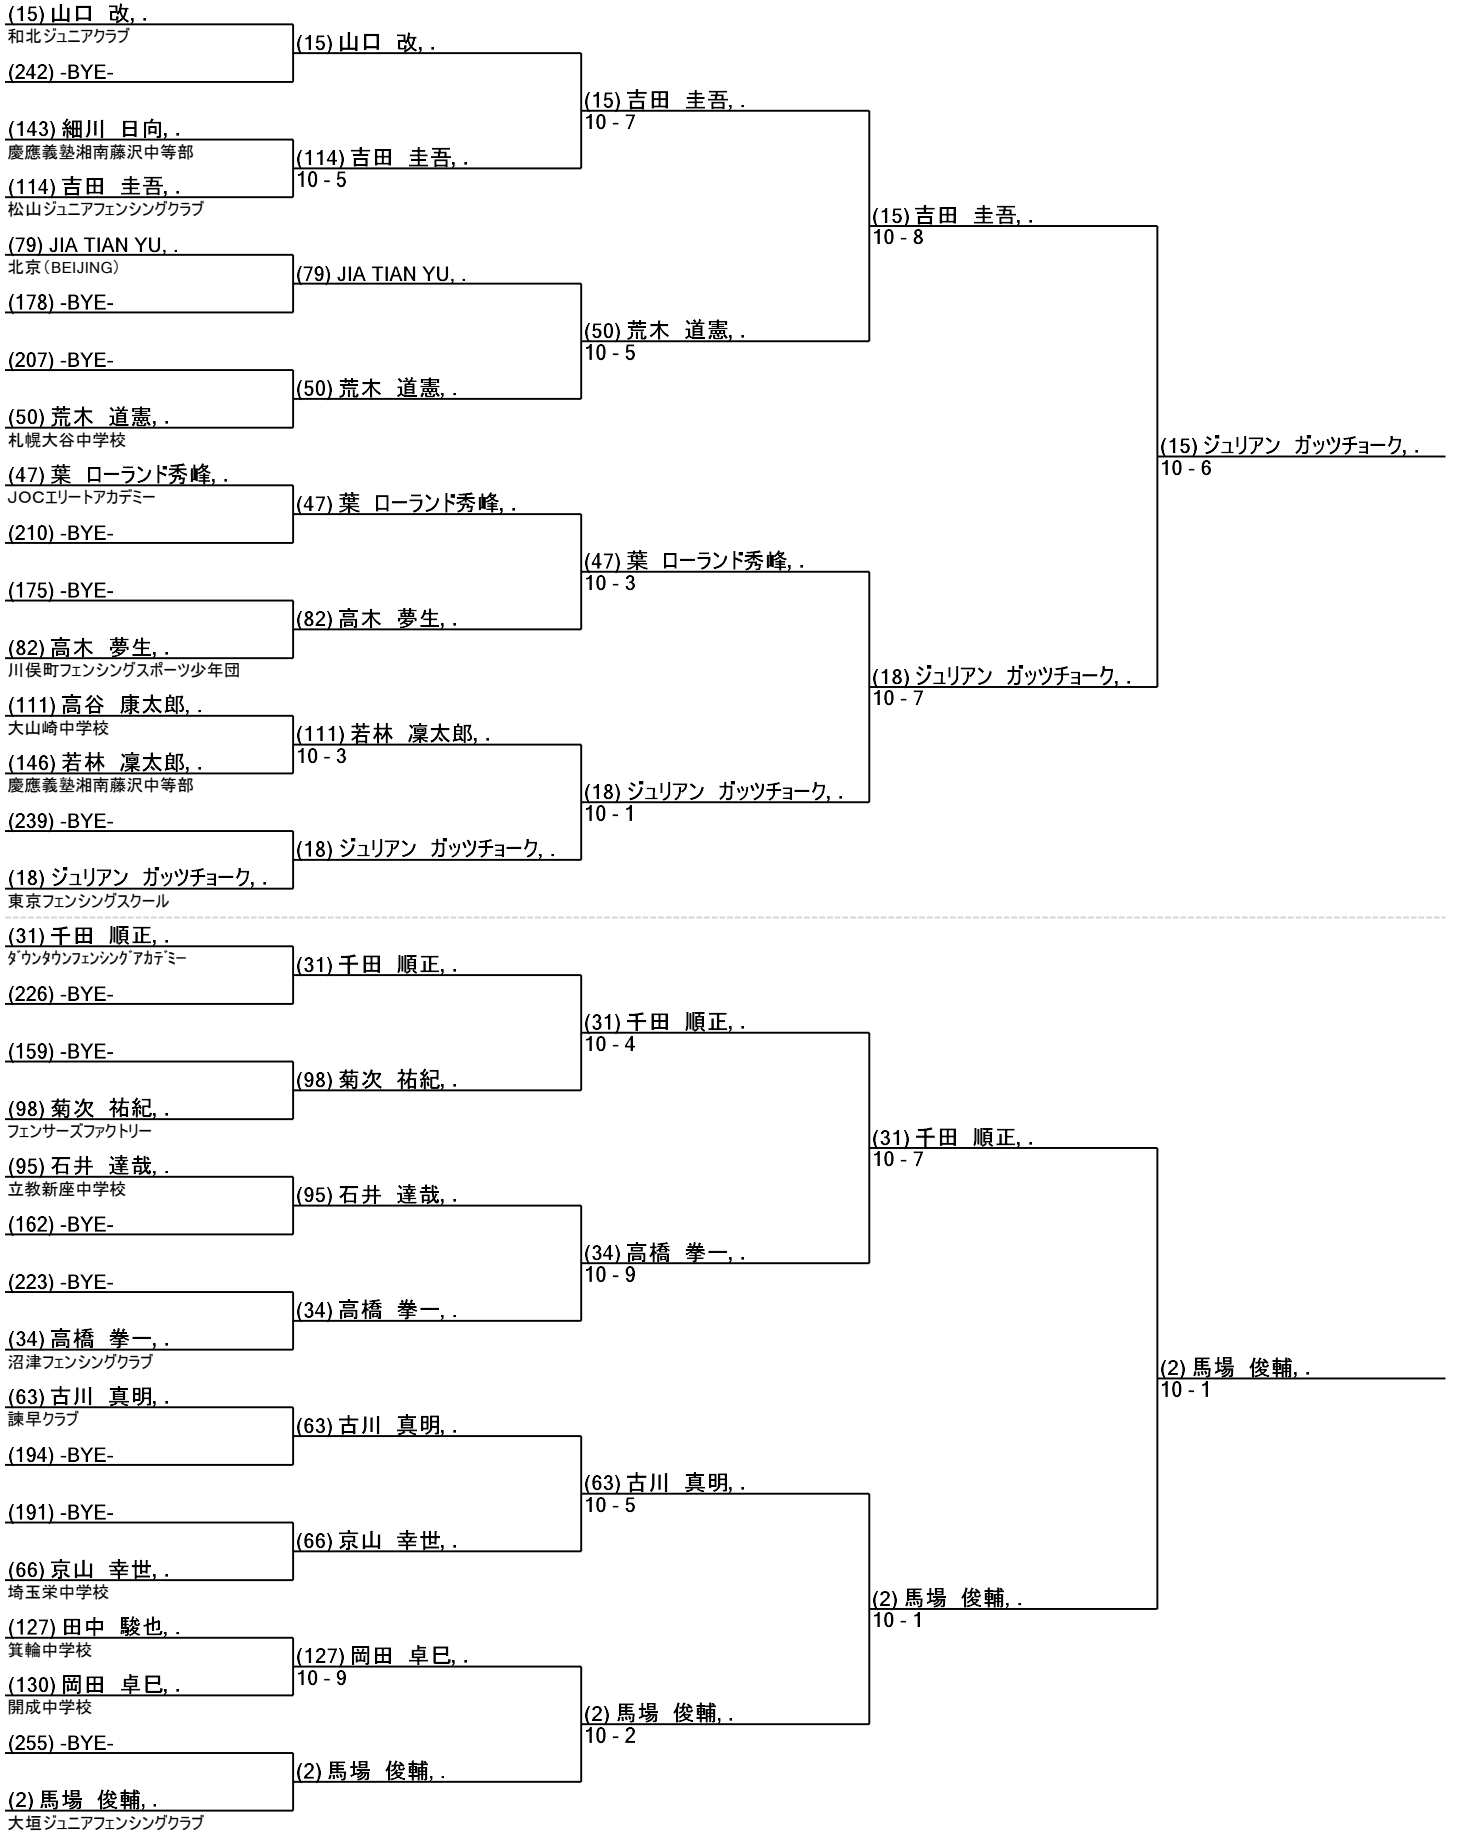 (15) 山口　改, .
和北ジュニアクラブ
(242) -BYE-
(143) 細川　日向, .
慶應義塾湘南藤沢中等部
(114) 吉田　圭吾, .
松山ジュニアフェンシングクラブ
(79) JIA TIAN YU, .
北京（BEIJING）
(178) -BYE-
(207) -BYE-
(50) 荒木　道憲, .
札幌大谷中学校
(47) 葉　ローランド秀峰, .
ＪＯＣエリートアカデミー
(210) -BYE-
(175) -BYE-
(82) 高木　夢生, .
川俣町フェンシングスポーツ少年団
(111) 高谷　康太郎, .
大山崎中学校
(146) 若林　凜太郎, .
慶應義塾湘南藤沢中等部
(239) -BYE-
(18) ジュリアン　ガッツチョーク, .
東京フェンシングスクール
(31) 千田　順正, .
ﾀﾞｳﾝﾀｳﾝﾌｪﾝｼﾝｸﾞｱｶﾃﾞﾐｰ
(226) -BYE-
(159) -BYE-
(98) 菊次　祐紀, .
フェンサーズファクトリー
(95) 石井　達哉, .
立教新座中学校
(162) -BYE-
(223) -BYE-
(34) 高橋　拳一, .
沼津フェンシングクラブ
(63) 古川　真明, .
諫早クラブ
(194) -BYE-
(191) -BYE-
(66) 京山　幸世, .
埼玉栄中学校
(127) 田中　駿也, .
箕輪中学校
(130) 岡田　卓巳, .
開成中学校
(255) -BYE-
(2) 馬場　俊輔, .
大垣ジュニアフェンシングクラブ
(15) 山口　改, .
(114) 吉田　圭吾, .
10 - 5
(79) JIA TIAN YU, .
(50) 荒木　道憲, .
(47) 葉　ローランド秀峰, .
(82) 高木　夢生, .
(111) 若林　凜太郎, .
10 - 3
(18) ジュリアン　ガッツチョーク, .
(31) 千田　順正, .
(98) 菊次　祐紀, .
(95) 石井　達哉, .
(34) 高橋　拳一, .
(63) 古川　真明, .
(66) 京山　幸世, .
(127) 岡田　卓巳, .
10 - 9
(2) 馬場　俊輔, .
(15) 吉田　圭吾, .
10 - 7
(50) 荒木　道憲, .
10 - 5
(47) 葉　ローランド秀峰, .
10 - 3
(18) ジュリアン　ガッツチョーク, .
10 - 1
(31) 千田　順正, .
10 - 4
(34) 高橋　拳一, .
10 - 9
(63) 古川　真明, .
10 - 5
(2) 馬場　俊輔, .
10 - 2
(15) 吉田　圭吾, .
10 - 8
(18) ジュリアン　ガッツチョーク, .
10 - 7
(31) 千田　順正, .
10 - 7
(2) 馬場　俊輔, .
10 - 1
(15) ジュリアン　ガッツチョーク, .
10 - 6
(2) 馬場　俊輔, .
10 - 1